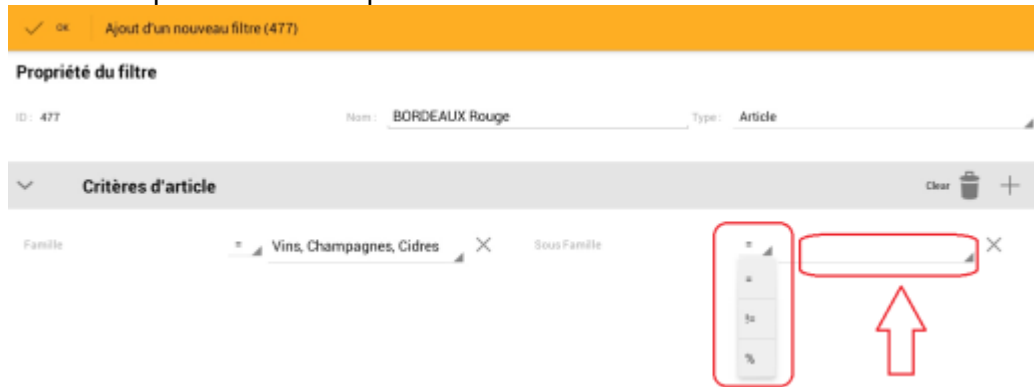 OK Ajout d'un nouveau filtre (477)
Propriété du filtre
ID : 477 Nom : BORDEAUX Rouge Type : Article
Critères d'article Clear
Famille = Vins, Champagnes, Cidres Sous Famille =
=
!=
%